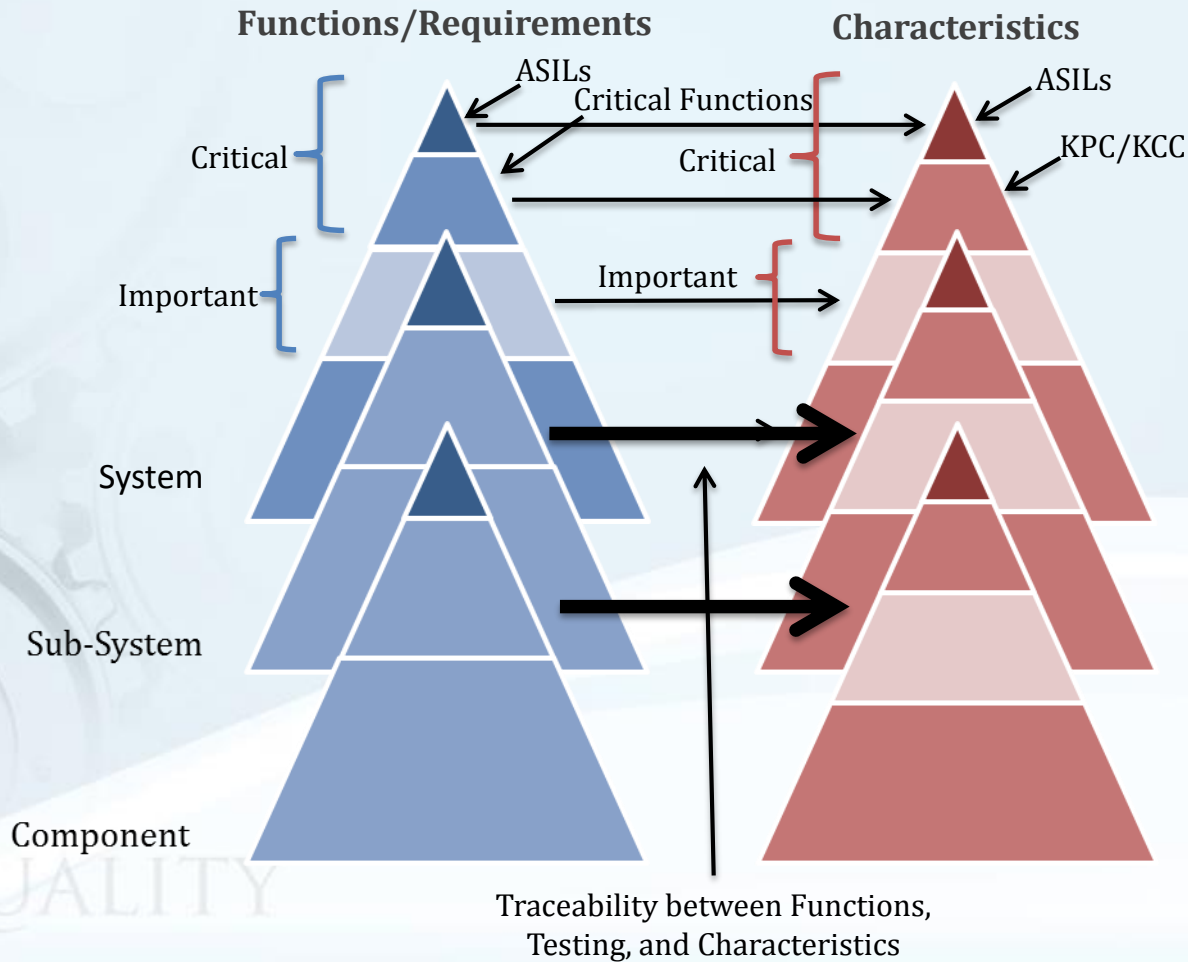 Functions/Requirements
Characteristics
ASILs
Critical Functions
ASILs
Critical
Critical
KPC/KCC
Important
Important
System
Sub-System
Component
UALITY
Traceability between Functions,
Testing, and Characteristics